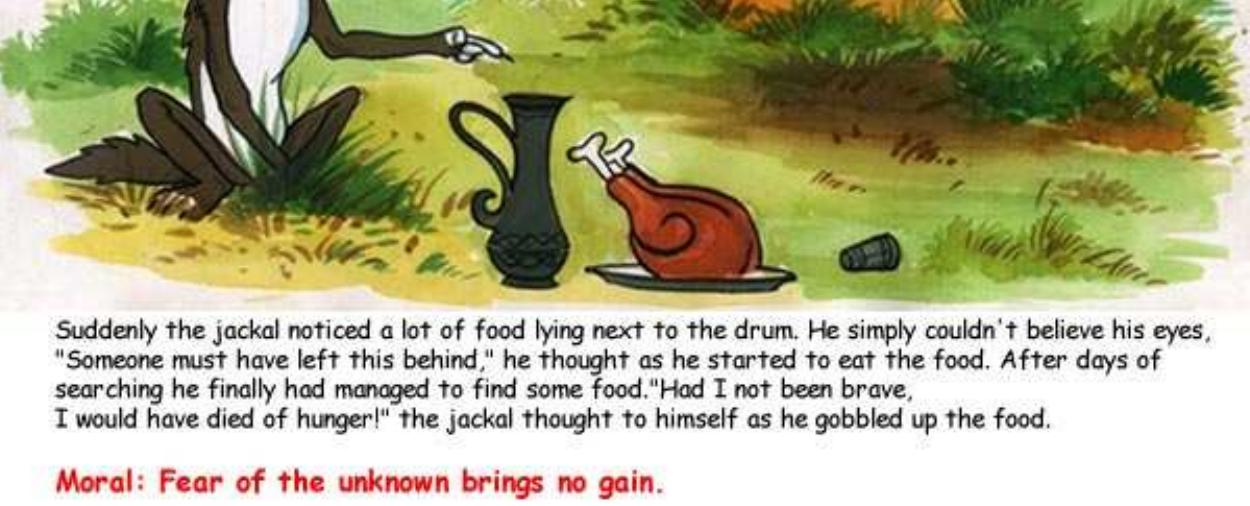 Suddenly the jackal noticed a lot of food lying next to the drum. He simply couldn't believe his eyes,
"Someone must have left this behind," he thought as he started to eat the food. After days of
searching he finally had managed to find some food."Had I not been brave,
I would have died of hunger!" the jackal thought to himself as he gobbled up the food.
Moral: Fear of the unknown brings no gain.